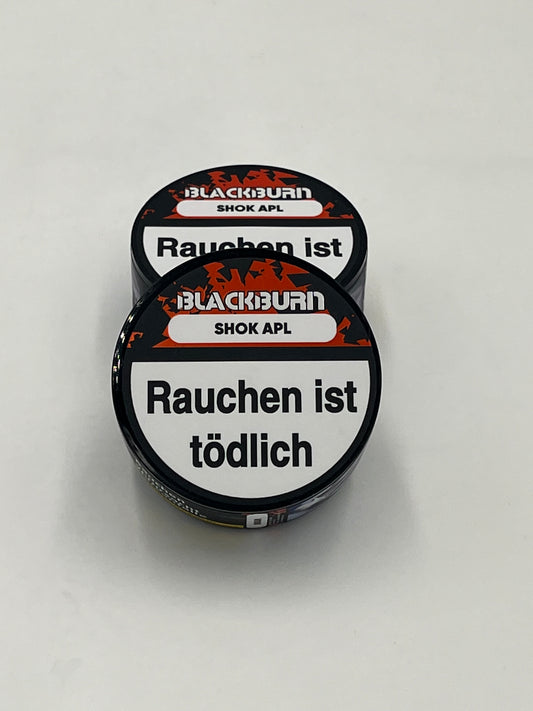 BLACKBURN
SHOK APL
Rauchen ist
BLACKBURN
SHOK APL
Rauchen ist
tödlich